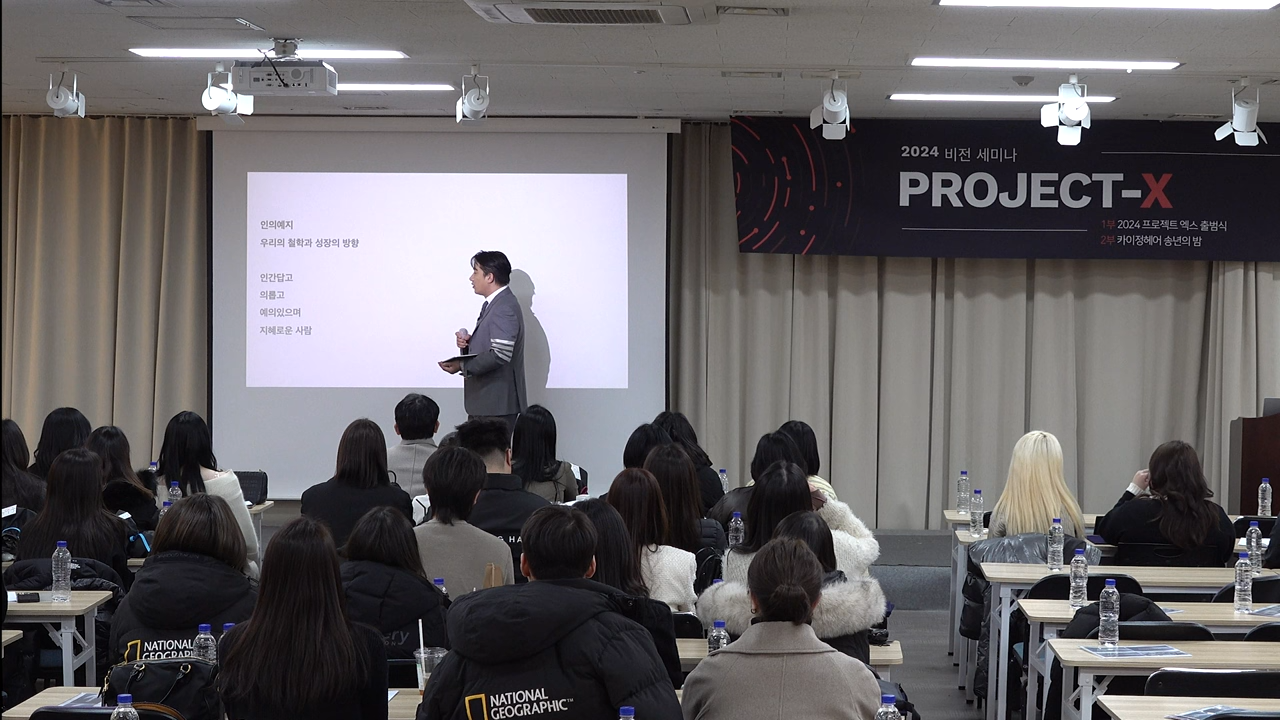 인의예지
우리의 철학과 성장의 방향
인간답고
의롭고
예의있으며
지혜로운 사람
2024 비전 세미나
PROJECT-X
1부 2024 프로젝트 엑스 출범식
2부 카이정헤어 송년의 밤
NATIONAL
GEOGRAPHIC
NATIONAL
GEOGRAPHIC™